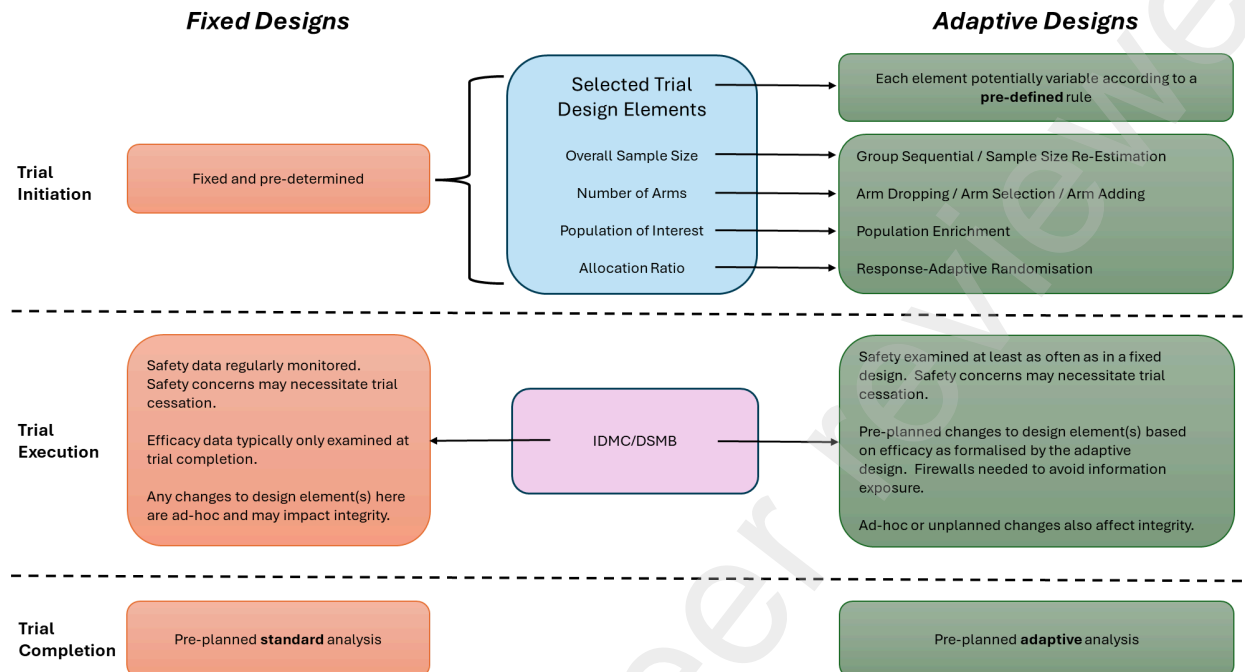 Fixed Designs
Adaptive Designs
Selected Trial
Design Elements
Each element potentially variable according to a
pre-defined rule
Trial
Initiation
Fixed and pre-determined
Overall Sample Size
Group Sequential / Sample Size Re-Estimation
Number of Arms
Arm Dropping / Arm Selection / Arm Adding
Population of Interest
Population Enrichment
Allocation Ratio
Response-Adaptive Randomisation
Trial
Execution
Safety data regularly monitored.
Safety concerns may necessitate trial
cessation.
Efficacy data typically only examined at
trial completion.
Any changes to design element(s) here
are ad-hoc and may impact integrity.
IDMC/DSMB
Safety examined at least as often as in a fixed
design. Safety concerns may necessitate trial
cessation.
Pre-planned changes to design element(s) based
on efficacy as formalised by the adaptive
design. Firewalls needed to avoid information
exposure.
Ad-hoc or unplanned changes also affect integrity.
Trial
Completion
Pre-planned standard analysis
Pre-planned adaptive analysis
er reviewe